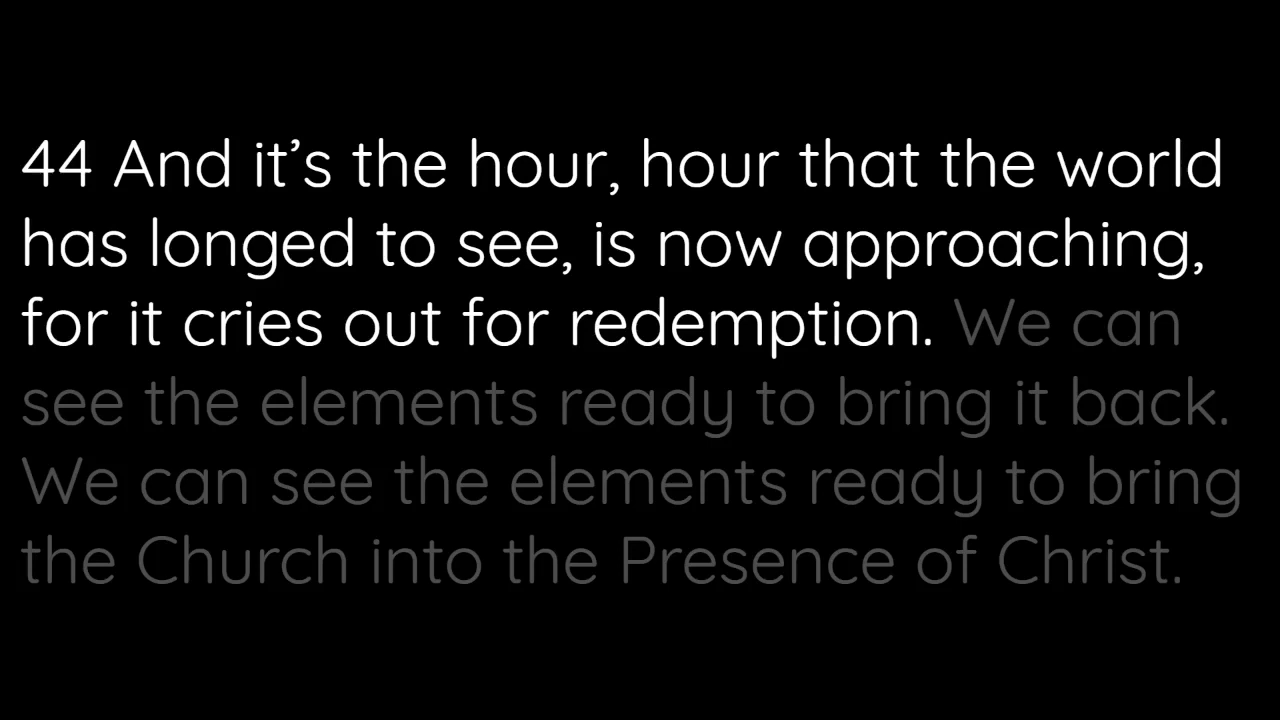 44 And it’s the hour, hour that the world
has longed to see, is now approaching,
for it cries out for redemption. We can
see the elements ready to bring it back.
We can see the elements ready to bring
the Church into the Presence of Christ.